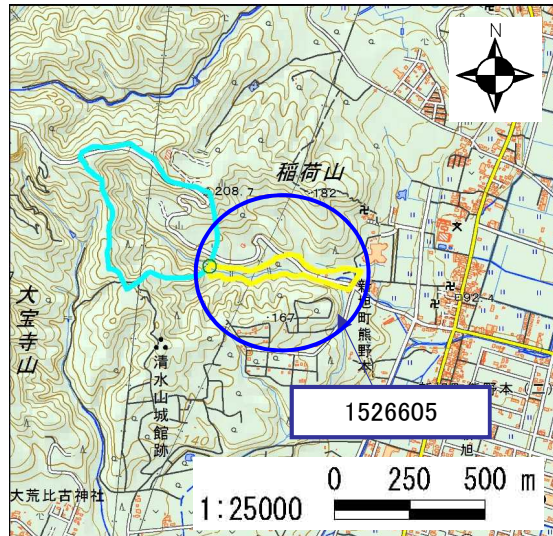 N
稲荷山
208.7
182
大宝寺山
新旭町熊野本
92.4
167
清水山城館跡
1526605
大荒比古神社
0 250 500 m
1:25000